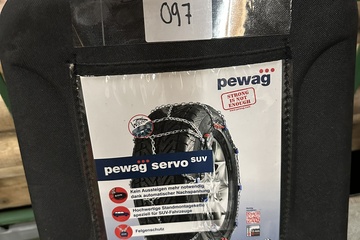 097
pewag
STRONG
IS NOT
ENOUGH
pewag servo SUV
Kein Aussteigen mehr notwendig
dank automatischer Nachspannung
Hochwertige Standmontagekette
speziell für SUV-Fahrzeuge
Felgenschutz